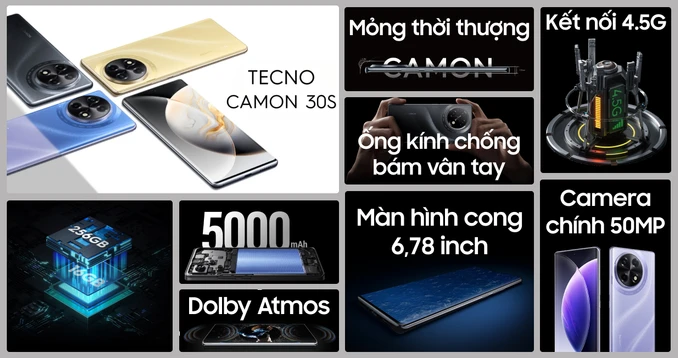 TECNO
CAMON 30S
Mỏng thời thượng
CAMON
Kết nối 4.5G
4.5G
Ống kính chống
bám vân tay
256GB
16GB
5000 mAh
Dolby Atmos
Màn hình cong
6,78 inch
Camera
chính 50MP